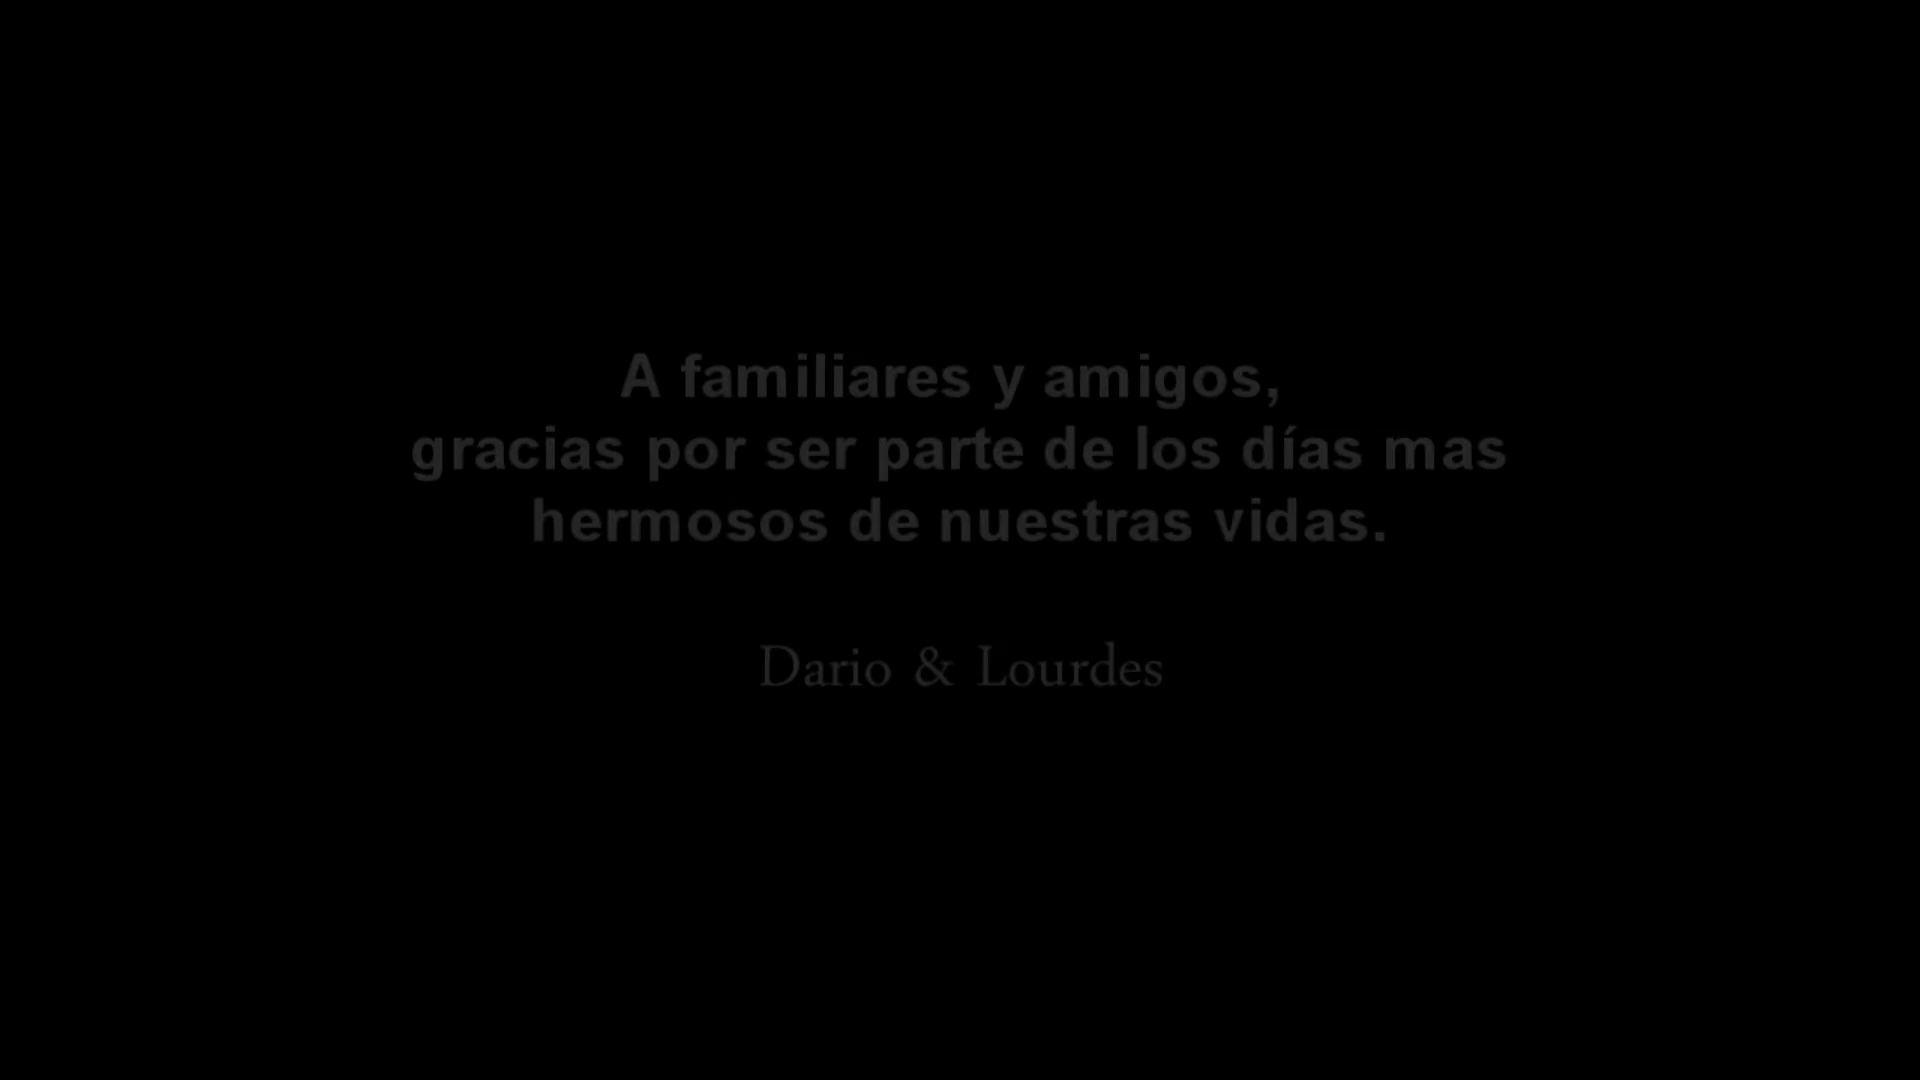 A familiares y amigos,
gracias por ser parte de los días mas
hermosos de nuestras vidas.
Dario & Lourdes